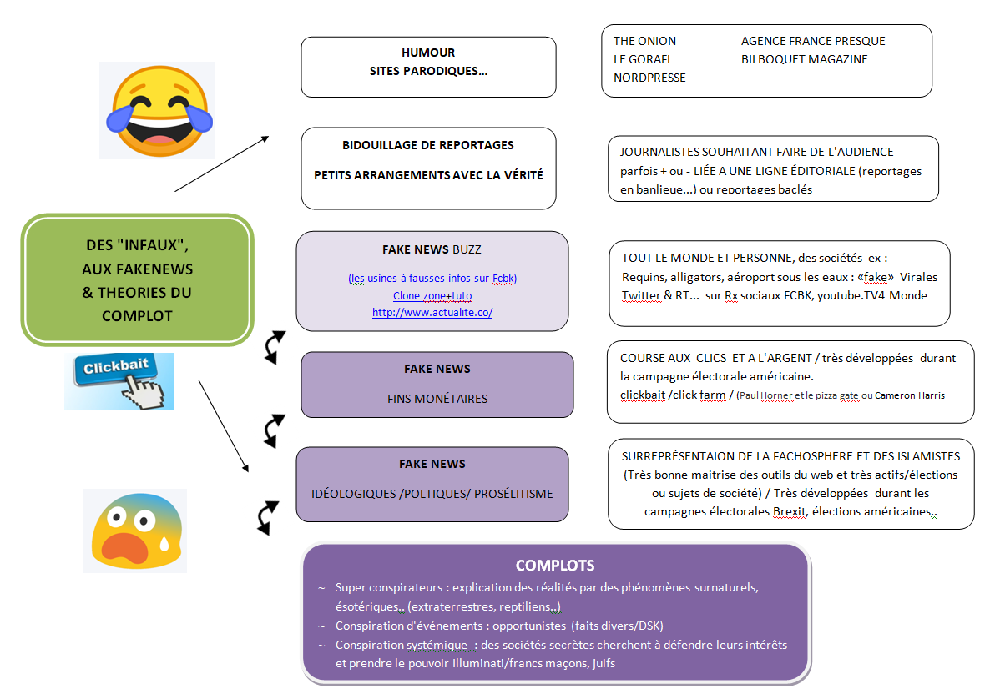 HUMOUR
SITES PARODIQUES…
THE ONION AGENCE FRANCE PRESQUE
LE GORAFI BILBOQUET MAGAZINE
NORDPRESSE
BIDOUILLAGE DE REPORTAGES
PETITS ARRANGEMENTS AVEC LA VÉRITÉ
JOURNALISTES SOUHAITANT FAIRE DE L'AUDIENCE
parfois + ou - LIÉE A UNE LIGNE ÉDITORIALE (reportages
en banlieue...) ou reportages baclés
DES "INFAUX",
AUX FAKENEWS
& THEORIES DU
COMPLOT
FAKE NEWS BUZZ
(les usines à fausses infos sur Fcbk)
Clone zone+tuto
http://www.actualite.co/
TOUT LE MONDE ET PERSONNE, des sociétés ex :
Requins, alligators, aéroport sous les eaux : «fake» Virales
Twitter & RT... sur Rx sociaux FCBK, youtube.TV4 Monde
Clickbait
FAKE NEWS
FINS MONÉTAIRES
COURSE AUX CLICS ET A L'ARGENT / très développées durant
la campagne électorale américaine.
clickbait /click farm / (Paul Horner et le pizza gate ou Cameron Harris
FAKE NEWS
IDÉOLOGIQUES /POLTIQUES/ PROSÉLITISME
SURREPRÉSENTAION DE LA FACHOSPHERE ET DES ISLAMISTES
(Très bonne maitrise des outils du web et très actifs/élections
ou sujets de société) / Très développées durant les
campagnes électorales Brexit, élections américaines..
COMPLOTS
~ Super conspirateurs : explication des réalités par des phénomènes surnaturels,
ésotériques.. (extraterrestres, reptiliens..)
~ Conspiration d'événements : opportunistes (faits divers/DSK)
~ Conspiration systémique : des sociétés secrètes cherchent à défendre leurs intérêts
et prendre le pouvoir Illuminati/francs maçons, juifs